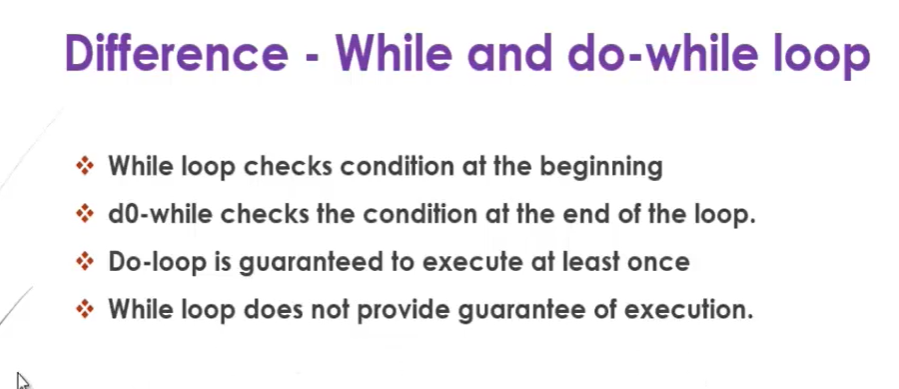 Difference - While and do-while loop
While loop checks condition at the beginning
d0-while checks the condition at the end of the loop.
Do-loop is guaranteed to execute at least once
While loop does not provide guarantee of execution.